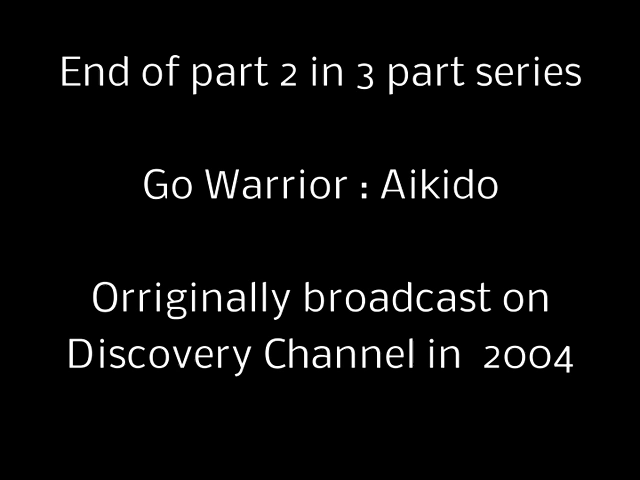 End of part 2 in 3 part series
Go Warrior : Aikido
Orriginally broadcast on
Discovery Channel in 2004